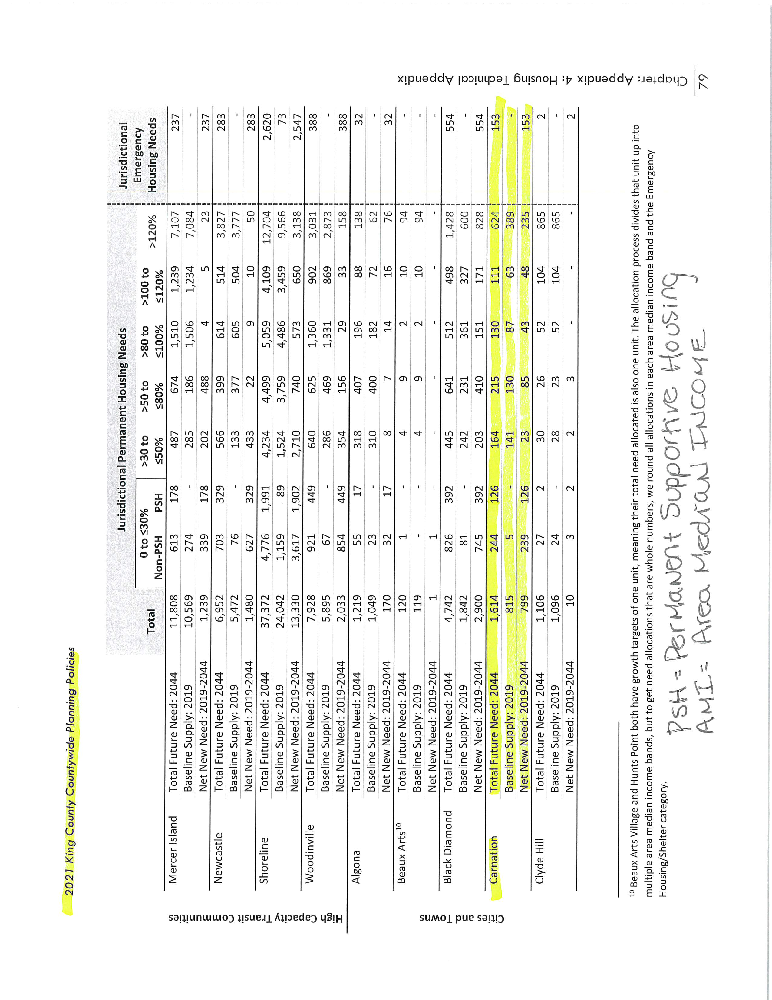 2021 King County Countywide Planning Policies
Jurisdictional Permanent Housing Needs
Jurisdictional Emergency Housing Needs
Total 0 to ≤30% Non-PSH PSH >30 to ≤50% >50 to ≤80% >80 to ≤100% >100 to ≤120% >120%
High Capacity Transit Communities
Mercer Island Total Future Need: 2044 11,808 613 178 487 674 1,510 1,239 7,107 237
Baseline Supply: 2019 10,569 274 - 285 186 1,506 1,234 7,084 -
Net New Need: 2019-2044 1,239 339 178 202 488 4 5 23 237
Newcastle Total Future Need: 2044 6,952 703 329 566 399 614 514 3,827 283
Baseline Supply: 2019 5,472 76 - 133 377 605 504 3,777 -
Net New Need: 2019-2044 1,480 627 329 433 22 9 10 50 283
Shoreline Total Future Need: 2044 37,372 4,776 1,991 4,234 4,499 5,059 4,109 12,704 2,620
Baseline Supply: 2019 24,042 1,159 89 1,524 3,759 4,486 3,459 9,566 73
Net New Need: 2019-2044 13,330 3,617 1,902 2,710 740 573 650 3,138 2,547
Woodinville Total Future Need: 2044 7,928 921 449 640 625 1,360 902 3,031 388
Baseline Supply: 2019 5,895 67 - 286 469 1,331 869 2,873 -
Net New Need: 2019-2044 2,033 854 449 354 156 29 33 158 388
Cities and Towns
Algona Total Future Need: 2044 1,219 55 17 318 407 196 88 138 32
Baseline Supply: 2019 1,049 23 - 310 400 182 72 62 -
Net New Need: 2019-2044 170 32 17 8 7 14 16 76 32
Beaux Arts¹⁰ Total Future Need: 2044 120 1 - 4 9 2 10 94 -
Baseline Supply: 2019 119 - - 4 9 2 10 94 -
Net New Need: 2019-2044 1 1 - - - - - - -
Black Diamond Total Future Need: 2044 4,742 826 392 445 641 512 498 1,428 554
Baseline Supply: 2019 1,842 81 - 242 231 361 327 600 -
Net New Need: 2019-2044 2,900 745 392 203 410 151 171 828 554
Carnation Total Future Need: 2044 1,614 244 126 164 215 130 111 624 153
Baseline Supply: 2019 815 5 - 141 130 87 63 389 -
Net New Need: 2019-2044 799 239 126 23 85 43 48 235 153
Clyde Hill Total Future Need: 2044 1,106 27 2 30 26 52 104 865 2
Baseline Supply: 2019 1,096 24 - 28 23 52 104 865 -
Net New Need: 2019-2044 10 3 2 2 3 - - - 2
¹⁰ Beaux Arts Village and Hunts Point both have growth targets of one unit, meaning their total need allocated is also one unit. The allocation process divides that unit up into
multiple area median income bands, but to get need allocations that are whole numbers, we round all allocations in each area median income band and the Emergency
Housing/Shelter category.
PSH = Permanent Supportive Housing
AMI = Area Median Income
Chapter: Appendix 4: Housing Technical Appendix
79